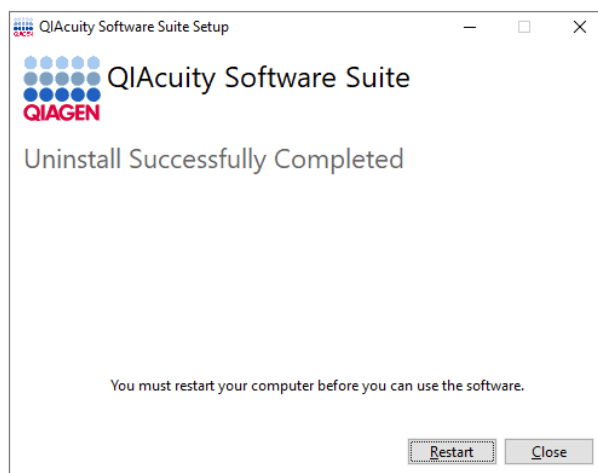 QIAcuity Software Suite Setup
QIAcuity Software Suite
QIAGEN
Uninstall Successfully Completed
You must restart your computer before you can use the software.
Restart
Close